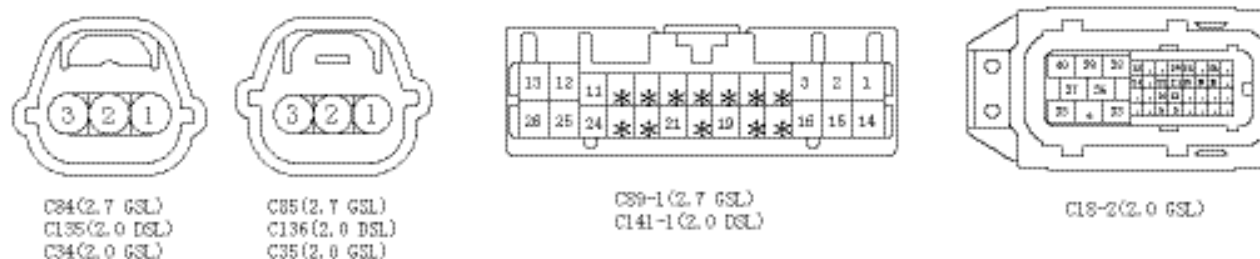 3 2 1
3 2 1
13 12 11 * * * * * * * 3 2 1
26 25 24 * * 21 * 19 * * 16 15 14
40 39 38
37 36
35 * 33
C84(2.7 GSL)
C135(2.0 DSL)
C34(2.0 GSL)
C85(2.7 GSL)
C136(2.0 DSL)
C35(2.0 GSL)
C89-1(2.7 GSL)
C141-1(2.0 DSL)
C18-2(2.0 GSL)